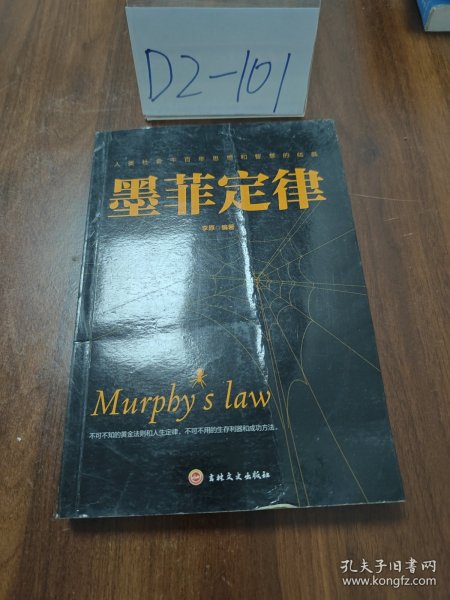 D2-101
人类社会千百年思想和智慧的结晶
墨菲定律
李原 编著
Murphy's law
不可不知的黄金法则和人生定律，不可不用的生存利器和成功方法。
吉林文史出版社
孔夫子旧书网
www.kongfz.com